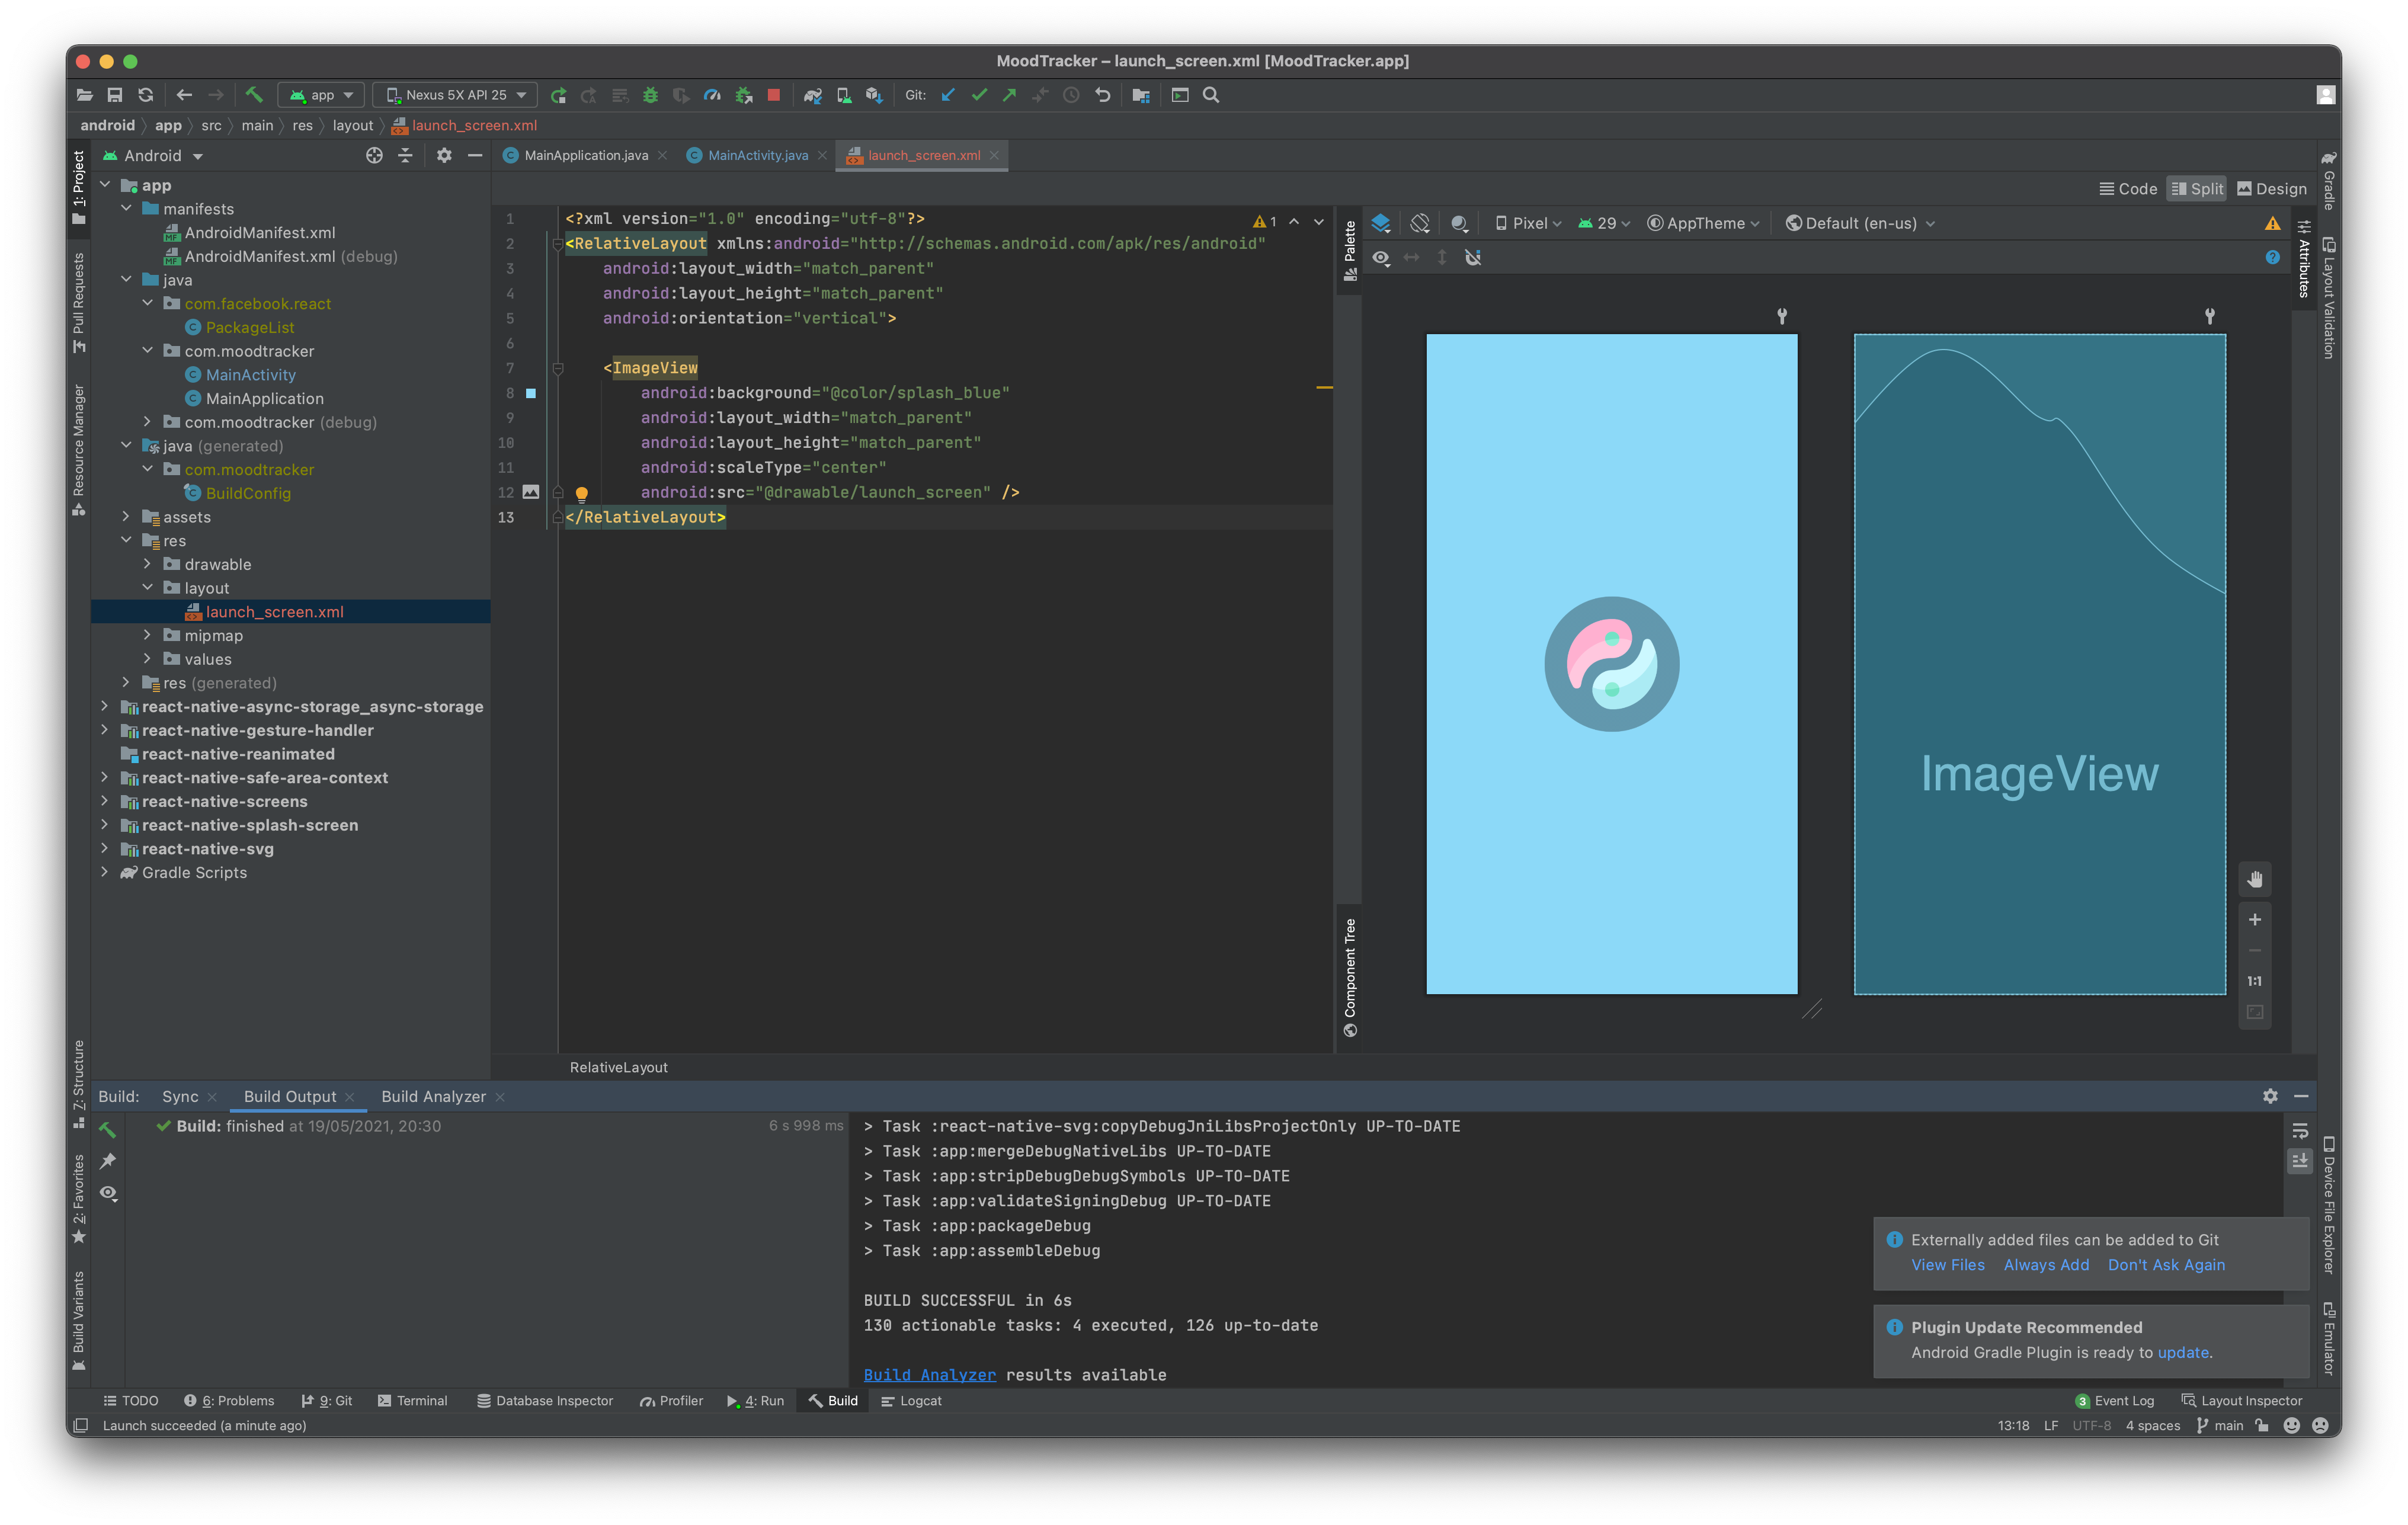 MoodTracker – launch_screen.xml [MoodTracker.app]
app
Nexus 5X API 25
Git:
android
app
src
main
res
layout
launch_screen.xml
1: Project
Pull Requests
Resource Manager
7: Structure
2: Favorites
Build Variants
Android
app
manifests
AndroidManifest.xml
AndroidManifest.xml (debug)
java
com.facebook.react
PackageList
com.moodtracker
MainActivity
MainApplication
com.moodtracker (debug)
java (generated)
com.moodtracker
BuildConfig
assets
res
drawable
layout
launch_screen.xml
mipmap
values
res (generated)
react-native-async-storage_async-storage
react-native-gesture-handler
react-native-reanimated
react-native-safe-area-context
react-native-screens
react-native-splash-screen
react-native-svg
Gradle Scripts
MainApplication.java
MainActivity.java
launch_screen.xml
Code
Split
Design
1 <?xml version="1.0" encoding="utf-8"?>
2 <RelativeLayout xmlns:android="http://schemas.android.com/apk/res/android"
3 android:layout_width="match_parent"
4 android:layout_height="match_parent"
5 android:orientation="vertical">
6
7 <ImageView
8 android:background="@color/splash_blue"
9 android:layout_width="match_parent"
10 android:layout_height="match_parent"
11 android:scaleType="center"
12 android:src="@drawable/launch_screen" />
13 </RelativeLayout>
1
RelativeLayout
Palette
Component Tree
Pixel
29
AppTheme
Default (en-us)
ImageView
1:1
Attributes
Gradle
Layout Validation
Device File Explorer
Emulator
Build:
Sync
Build Output
Build Analyzer
Build: finished at 19/05/2021, 20:30
6 s 998 ms
> Task :react-native-svg:copyDebugJniLibsProjectOnly UP-TO-DATE
> Task :app:mergeDebugNativeLibs UP-TO-DATE
> Task :app:stripDebugDebugSymbols UP-TO-DATE
> Task :app:validateSigningDebug UP-TO-DATE
> Task :app:packageDebug
> Task :app:assembleDebug
BUILD SUCCESSFUL in 6s
130 actionable tasks: 4 executed, 126 up-to-date
Build Analyzer results available
Externally added files can be added to Git
View Files Always Add Don't Ask Again
Plugin Update Recommended
Android Gradle Plugin is ready to update.
TODO
6: Problems
9: Git
Terminal
Database Inspector
Profiler
4: Run
Build
Logcat
3 Event Log
Layout Inspector
Launch succeeded (a minute ago)
13:18
LF
UTF-8
4 spaces
main